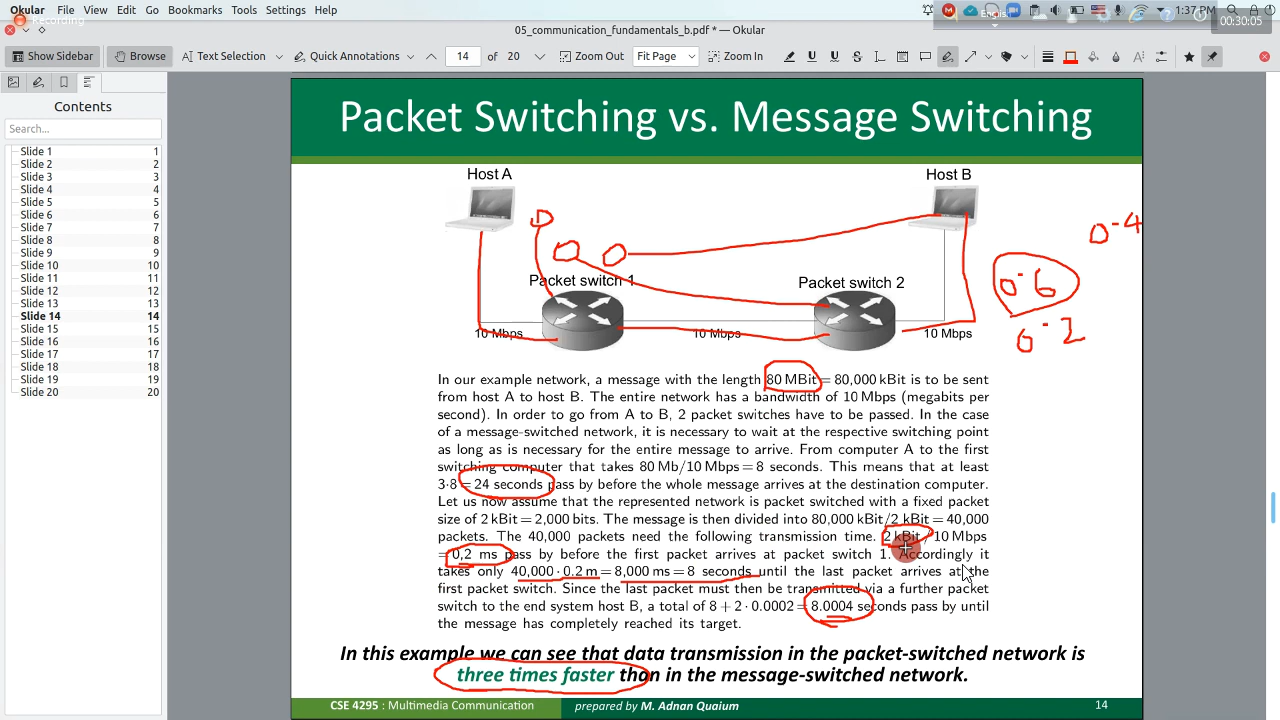 Okular File View Edit Go Bookmarks Tools Settings Help
Recording
English
1:37 PM
00:30:05
05_communication_fundamentals_b.pdf * — Okular
Show Sidebar Browse Text Selection Quick Annotations 14 of 20 Zoom Out Fit Page Zoom In
Contents
Search...
Slide 1 1
Slide 2 2
Slide 3 3
Slide 4 4
Slide 5 5
Slide 6 6
Slide 7 7
Slide 8 8
Slide 9 9
Slide 10 10
Slide 11 11
Slide 12 12
Slide 13 13
Slide 14 14
Slide 15 15
Slide 16 16
Slide 17 17
Slide 18 18
Slide 19 19
Slide 20 20
Packet Switching vs. Message Switching
Host A
Host B
0.4
Packet switch 1
Packet switch 2
0.6
10 Mbps
10 Mbps
10 Mbps
0.2
In our example network, a message with the length 80 MBit = 80,000 kBit is to be sent
from host A to host B. The entire network has a bandwidth of 10 Mbps (megabits per
second). In order to go from A to B, 2 packet switches have to be passed. In the case
of a message-switched network, it is necessary to wait at the respective switching point
as long as is necessary for the entire message to arrive. From computer A to the first
switching computer that takes 80 Mb/10 Mbps = 8 seconds. This means that at least
3·8 = 24 seconds pass by before the whole message arrives at the destination computer.
Let us now assume that the represented network is packet switched with a fixed packet
size of 2 kBit = 2,000 bits. The message is then divided into 80,000 kBit/2 kBit = 40,000
packets. The 40,000 packets need the following transmission time. 2 kBit / 10 Mbps
= 0,2 ms pass by before the first packet arrives at packet switch 1. Accordingly it
takes only 40,000 · 0.2 m = 8,000 ms = 8 seconds until the last packet arrives at the
first packet switch. Since the last packet must then be transmitted via a further packet
switch to the end system host B, a total of 8 + 2 · 0.0002 = 8.0004 seconds pass by until
the message has completely reached its target.
In this example we can see that data transmission in the packet-switched network is
three times faster than in the message-switched network.
CSE 4295 : Multimedia Communication prepared by M. Adnan Quaium 14